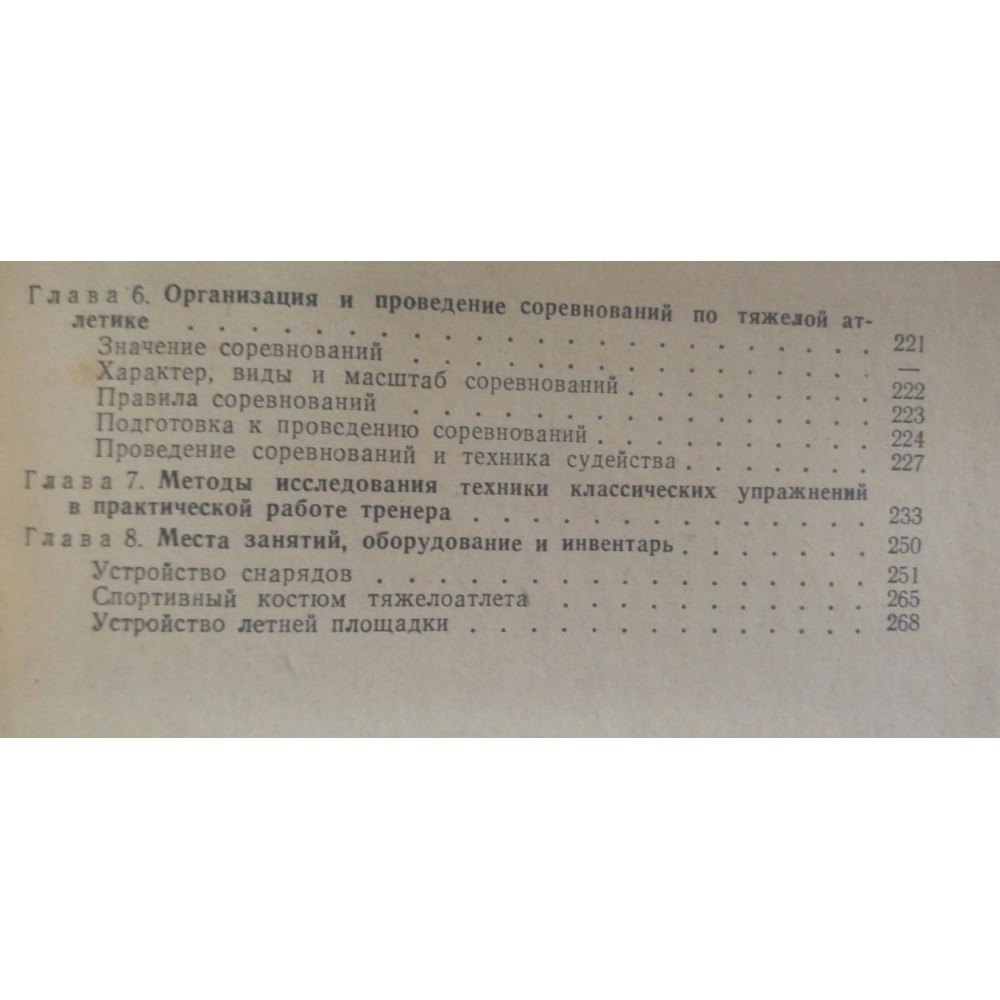 Глава 6. Организация и проведение соревнований по тяжелой ат-
летике . . . . . . . . . . . . . . . . . 221
Значение соревнований . . . . . . . . . . . —
Характер, виды и масштаб соревнований . . . . . . . 222
Правила соревнований . . . . . . . . . . . . 223
Подготовка к проведению соревнований . . . . . . . 224
Проведение соревнований и техника судейства . . . . . . 227
Глава 7. Методы исследования техники классических упражнений
в практической работе тренера . . . . . . . . . . . . . 233
Глава 8. Места занятий, оборудование и инвентарь . . . . . . . 250
Устройство снарядов . . . . . . . . . . . . . . . . 251
Спортивный костюм тяжелоатлета . . . . . . . . . . 265
Устройство летней площадки . . . . . . . . . . . . . 268